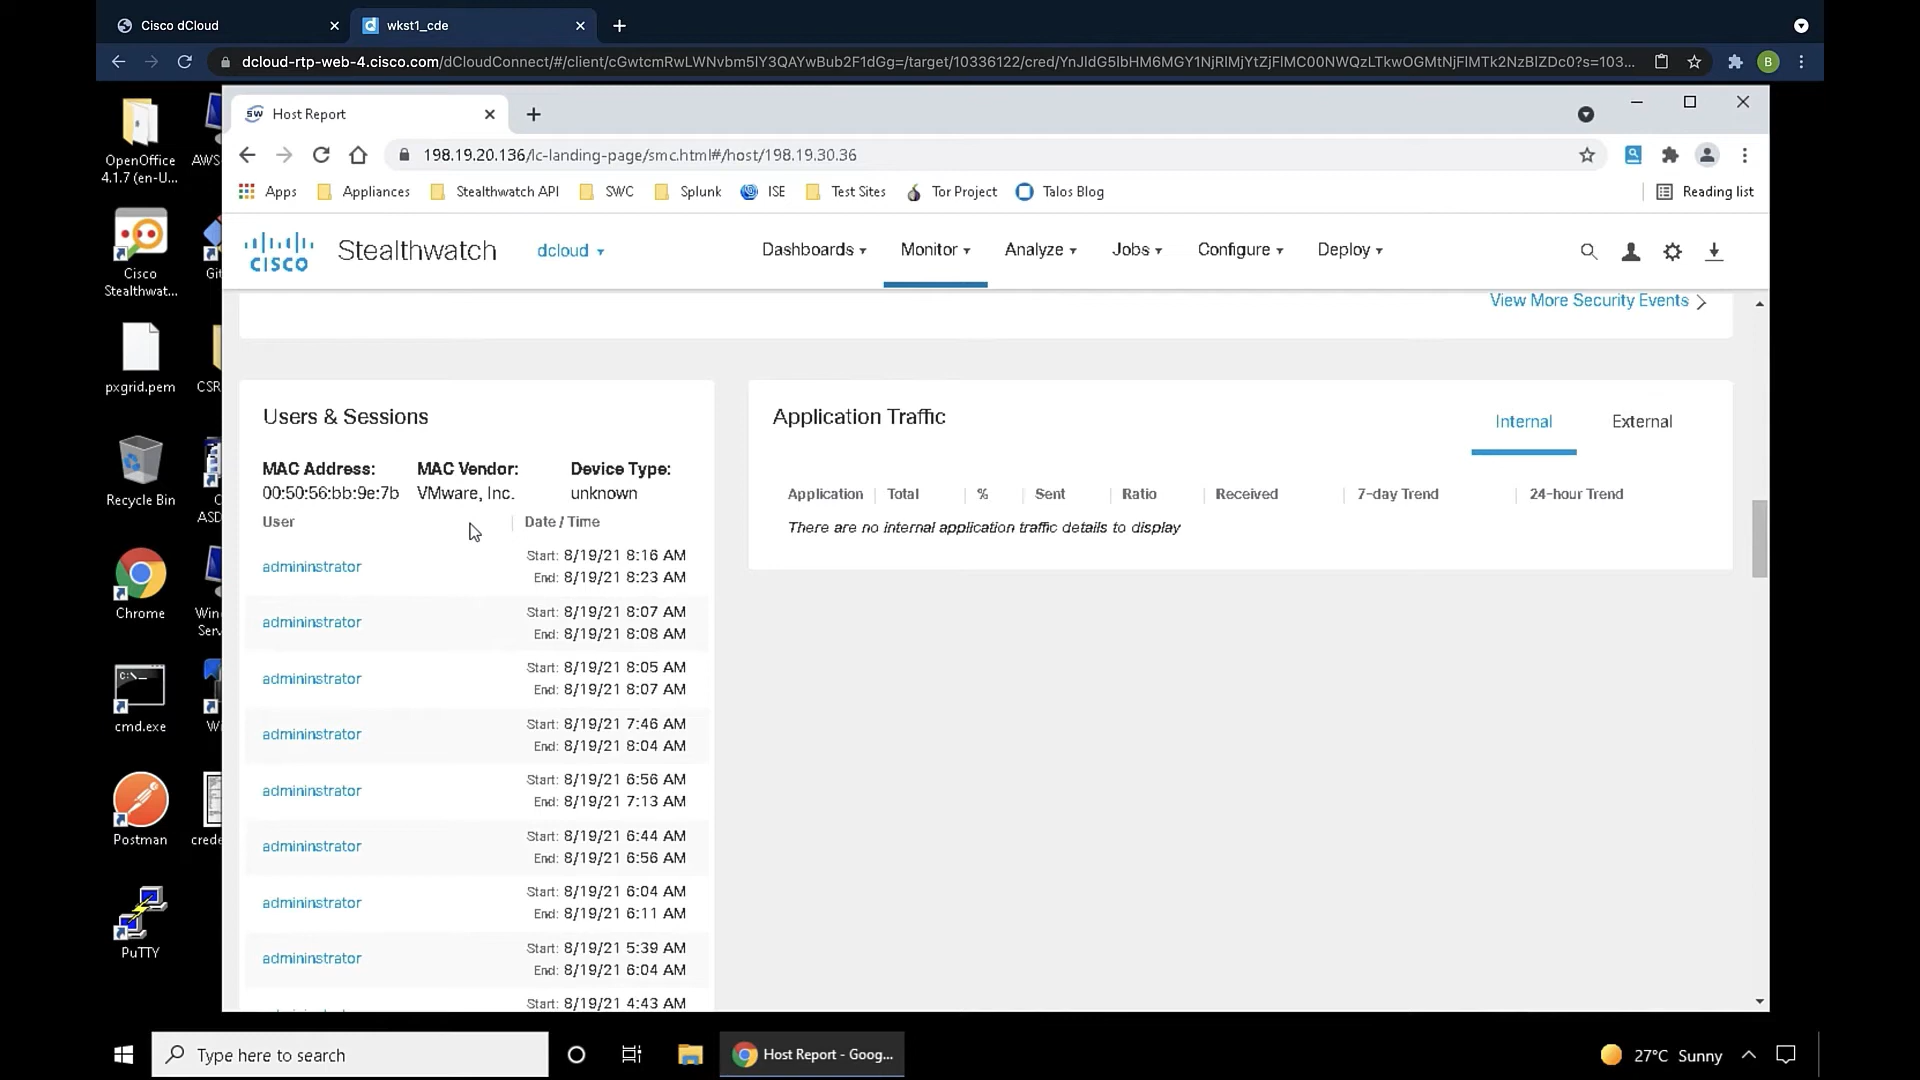 Cisco dCloud
wkst1_cde
dcloud-rtp-web-4.cisco.com/dCloudConnect/#/client/cGwtcmRwLWNvbm5lY3QAYwBub2F1dGg=/target/10336122/cred/YnJldG5lbHM6MGY1NjRlMjYtZjFlMC00NWQzLTkwOGMtNjFlMTk2NzBlZDc0?s=103...
B
Host Report
198.19.20.136/lc-landing-page/smc.html#/host/198.19.30.36
Apps
Appliances
Stealthwatch API
SWC
Splunk
ISE
Test Sites
Tor Project
Talos Blog
Reading list
CISCO
Stealthwatch
dcloud
Dashboards
Monitor
Analyze
Jobs
Configure
Deploy
View More Security Events
Users & Sessions
MAC Address: MAC Vendor: Device Type:
00:50:56:bb:9e:7b VMware, Inc. unknown
User Date / Time
admininstrator
Start: 8/19/21 8:16 AM
End: 8/19/21 8:23 AM
admininstrator
Start: 8/19/21 8:07 AM
End: 8/19/21 8:08 AM
admininstrator
Start: 8/19/21 8:05 AM
End: 8/19/21 8:07 AM
admininstrator
Start: 8/19/21 7:46 AM
End: 8/19/21 8:04 AM
admininstrator
Start: 8/19/21 6:56 AM
End: 8/19/21 7:13 AM
admininstrator
Start: 8/19/21 6:44 AM
End: 8/19/21 6:56 AM
admininstrator
Start: 8/19/21 6:04 AM
End: 8/19/21 6:11 AM
admininstrator
Start: 8/19/21 5:39 AM
End: 8/19/21 6:04 AM
Start: 8/19/21 4:43 AM
Application Traffic
Internal
External
Application Total % Sent Ratio Received 7-day Trend 24-hour Trend
There are no internal application traffic details to display
OpenOffice
4.1.7 (en-U...
AWS
Cisco
Stealthwat...
Git
pxgrid.pem
CSR
Recycle Bin
ASD
Chrome
Win
Serv
cmd.exe
Wi
Postman
crede
PuTTY
Type here to search
Host Report - Goog...
27°C Sunny